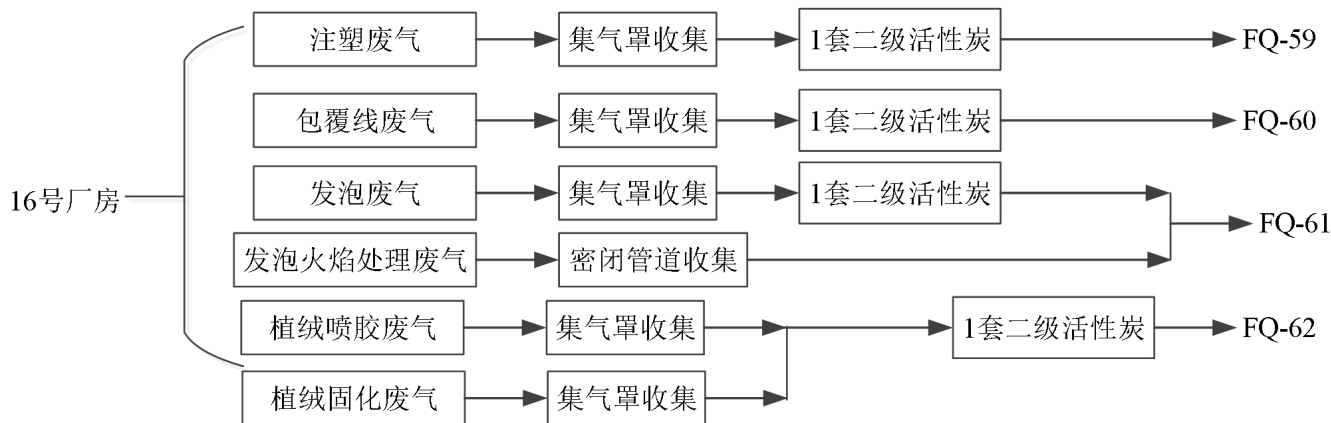 注塑废气
集气罩收集
1套二级活性炭
FQ-59
包覆线废气
集气罩收集
1套二级活性炭
FQ-60
16号厂房
发泡废气
集气罩收集
1套二级活性炭
FQ-61
发泡火焰处理废气
密闭管道收集
植绒喷胶废气
集气罩收集
1套二级活性炭
FQ-62
植绒固化废气
集气罩收集